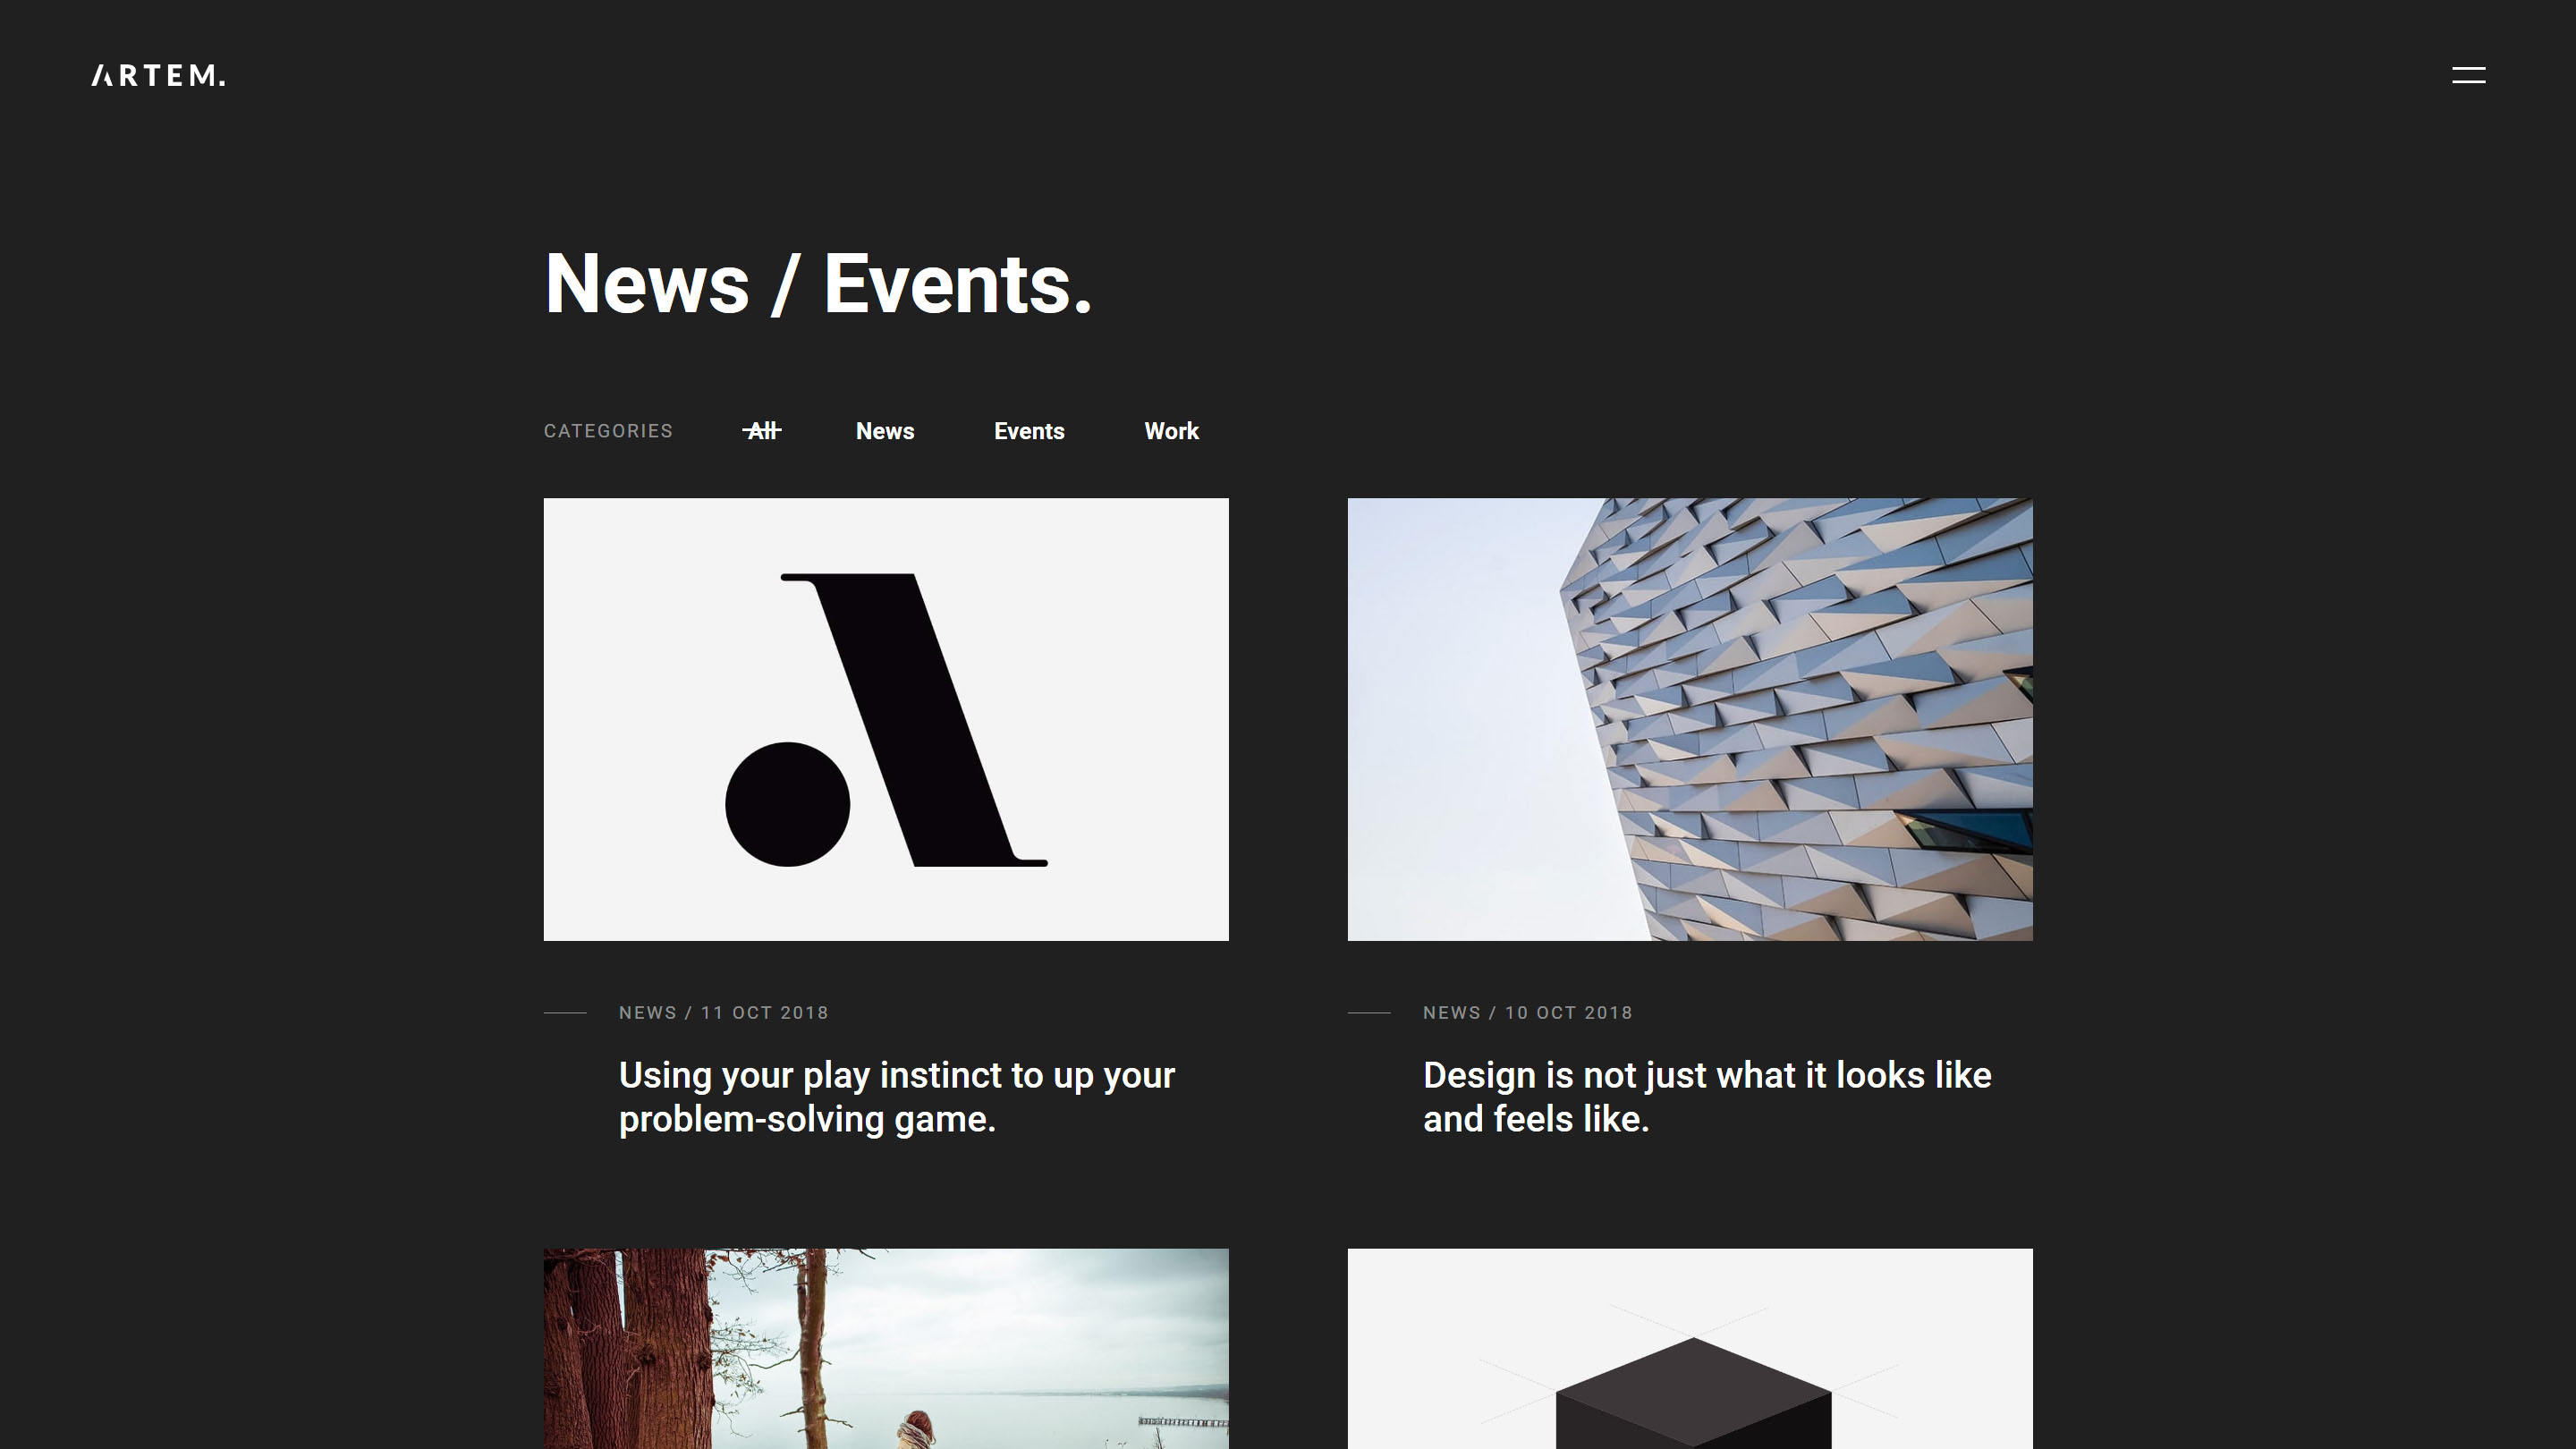 ARTEM.
News / Events.
CATEGORIES All News Events Work
NEWS / 11 OCT 2018
Using your play instinct to up your
problem-solving game.
NEWS / 10 OCT 2018
Design is not just what it looks like
and feels like.